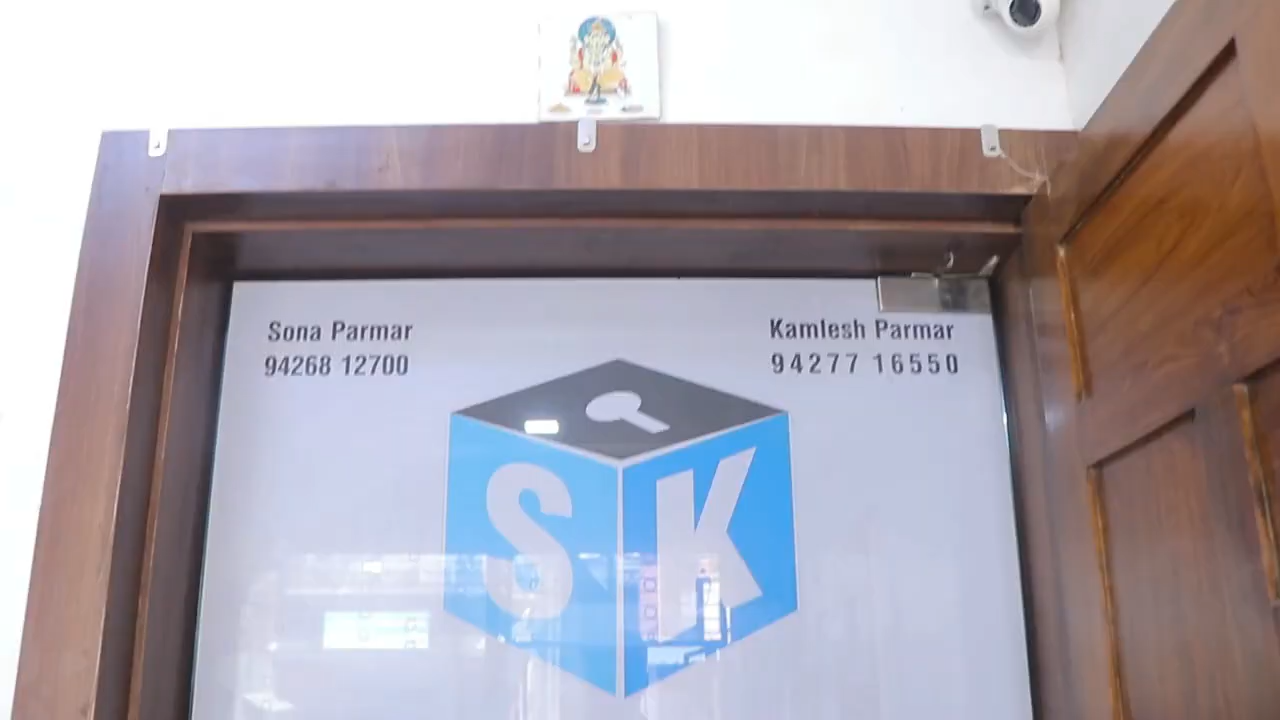 Sona Parmar
94268 12700
Kamlesh Parmar
94277 16550
SK